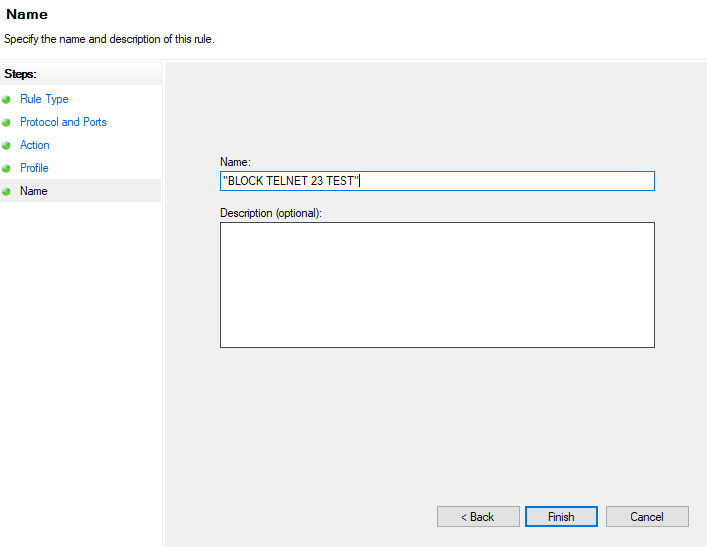 Name
Specify the name and description of this rule.
Steps:
Rule Type
Protocol and Ports
Action
Profile
Name
Name:
"BLOCK TELNET 23 TEST"
Description (optional):
< Back
Finish
Cancel